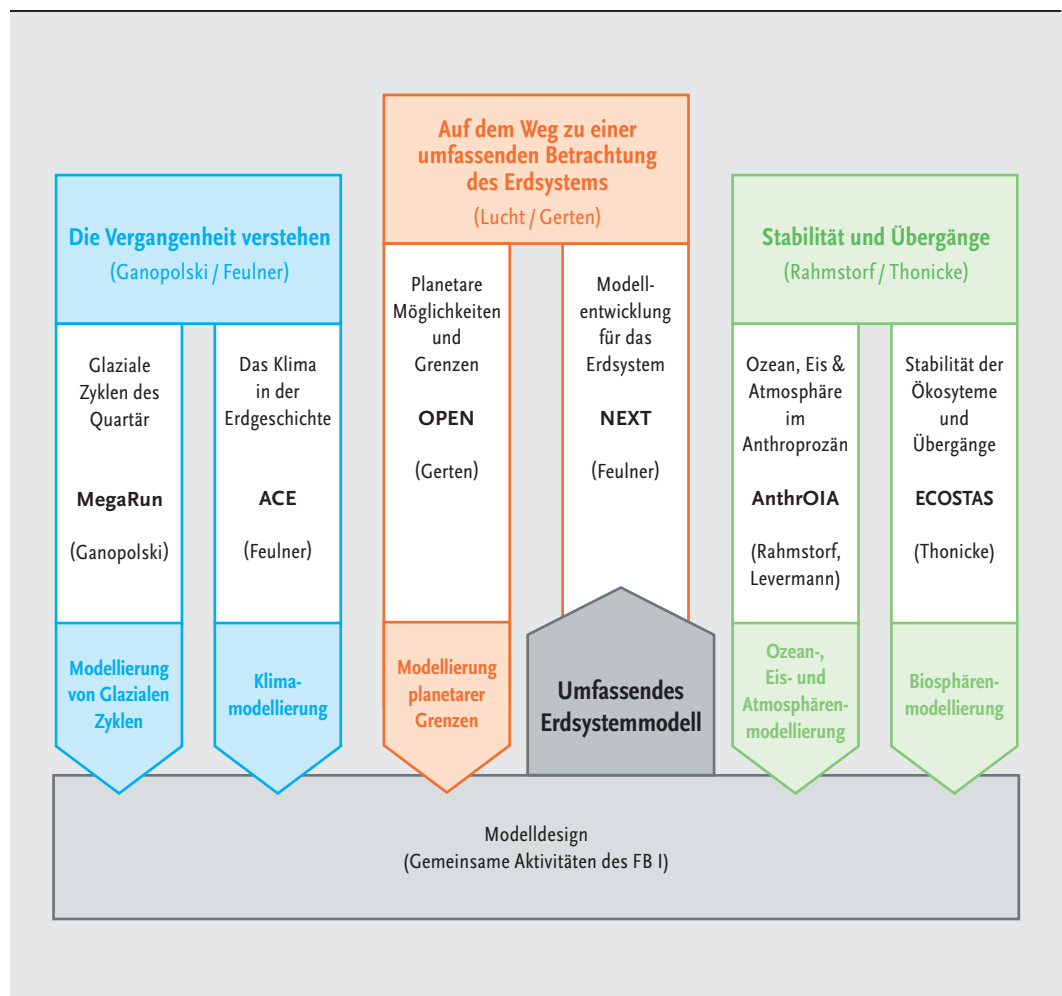 Die Vergangenheit verstehen
(Ganopolski / Feulner)
Glaziale
Zyklen des
Quartär
MegaRun
(Ganopolski)
Modellierung
von Glazialen
Zyklen
Das Klima
in der
Erdgeschichte
ACE
(Feulner)
Klima-
modellierung
Auf dem Weg zu einer
umfassenden Betrachtung
des Erdsystems
(Lucht / Gerten)
Planetare
Möglichkeiten
und
Grenzen
OPEN
(Gerten)
Modellierung
planetarer
Grenzen
Modell-
entwicklung
für das
Erdsystem
NEXT
(Feulner)
Umfassendes
Erdsystemmodell
Stabilität und Übergänge
(Rahmstorf / Thonicke)
Ozean, Eis &
Atmosphäre
im
Anthroprozän
AnthrOIA
(Rahmstorf,
Levermann)
Ozean-,
Eis- und
Atmosphären-
modellierung
Stabilität der
Ökosyteme
und
Übergänge
ECOSTAS
(Thonicke)
Biosphären-
modellierung
Modelldesign
(Gemeinsame Aktivitäten des FB I)